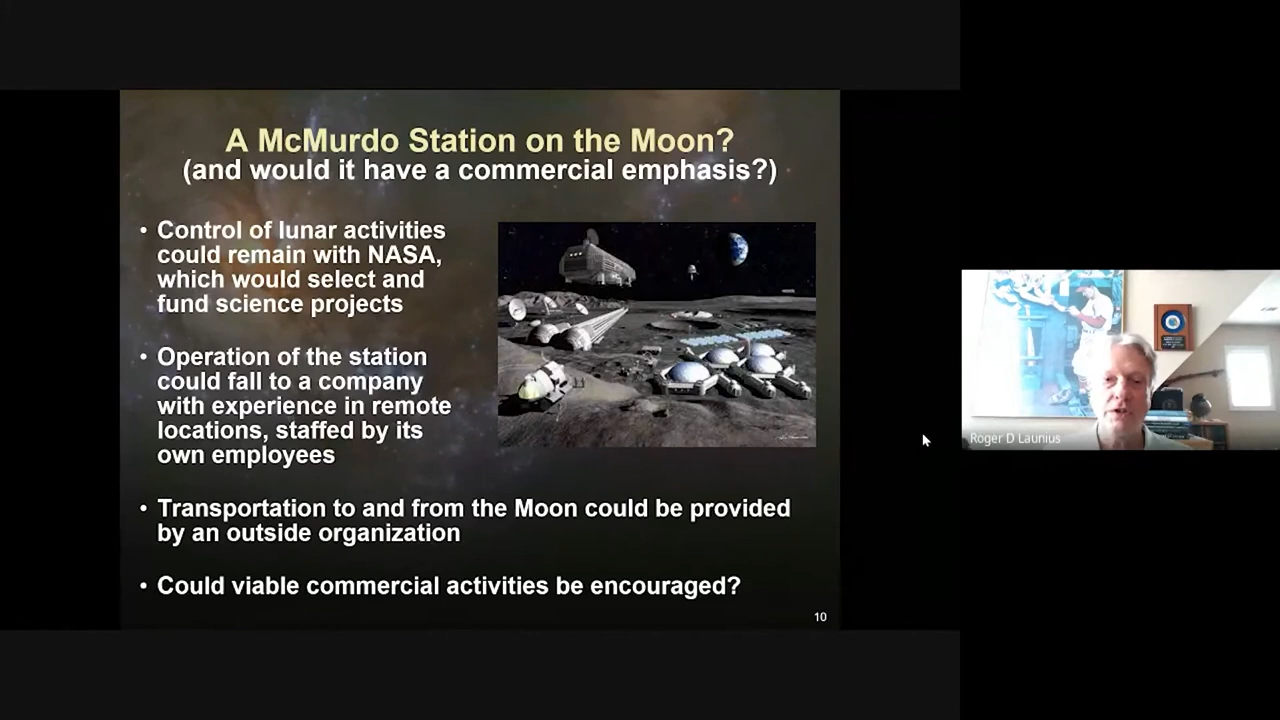 A McMurdo Station on the Moon?
(and would it have a commercial emphasis?)
• Control of lunar activities
could remain with NASA,
which would select and
fund science projects
• Operation of the station
could fall to a company
with experience in remote
locations, staffed by its
own employees
• Transportation to and from the Moon could be provided
by an outside organization
• Could viable commercial activities be encouraged?
10
Roger D Launius